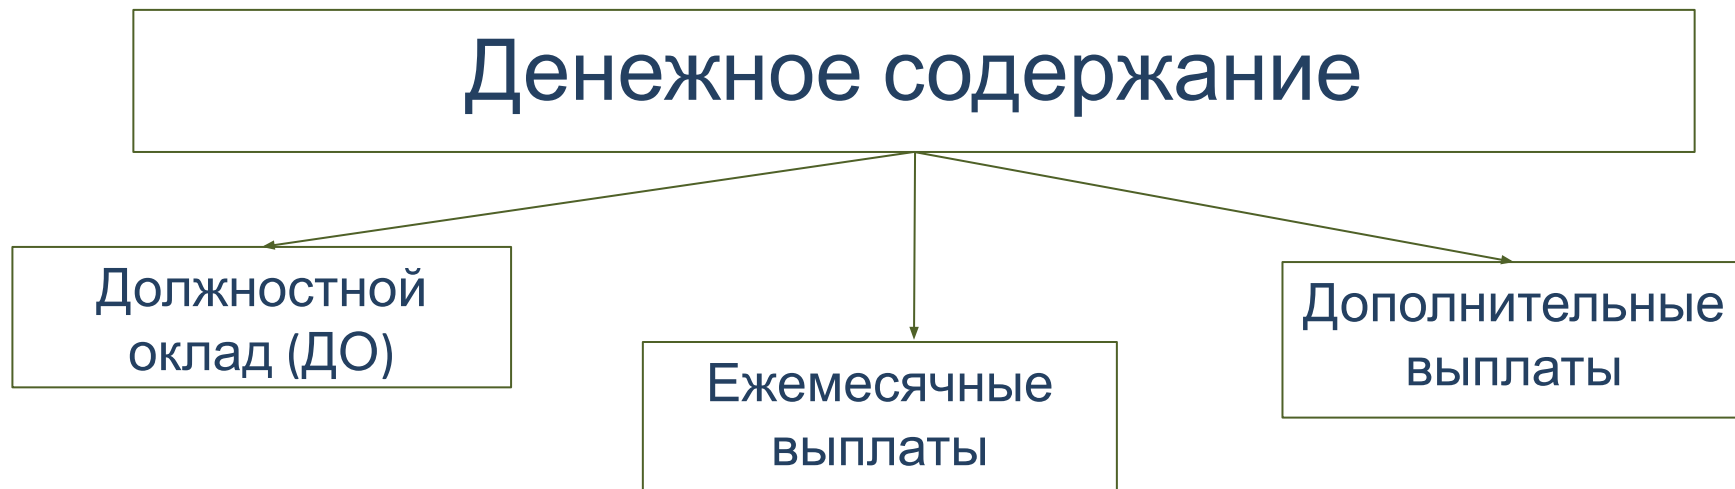 Денежное содержание
Должностной
оклад (ДО)
Ежемесячные
выплаты
Дополнительные
выплаты